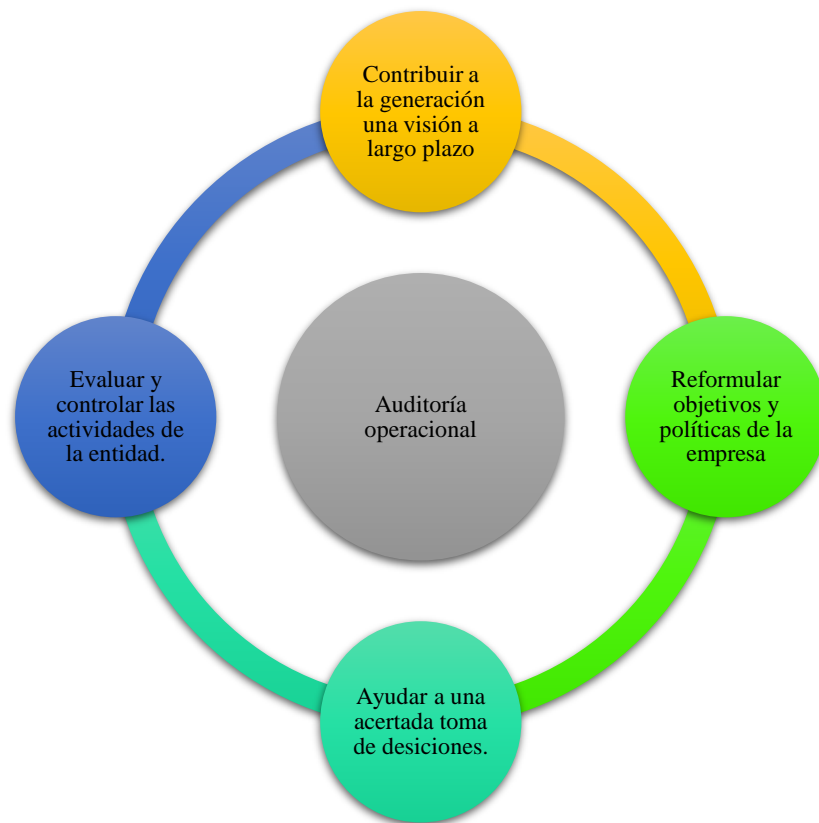 Contribuir a
la generación
una visión a
largo plazo
Evaluar y
controlar las
actividades de
la entidad.
Auditoría
operacional
Reformular
objetivos y
políticas de la
empresa
Ayudar a una
acertada toma
de desiciones.